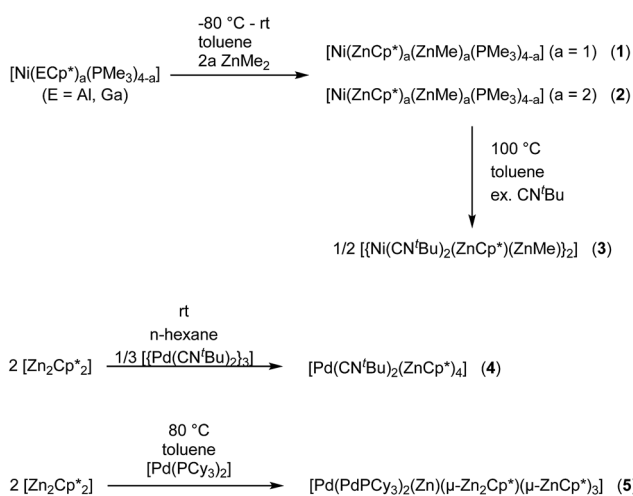 -80 °C - rt
toluene
2a ZnMe2
[Ni(ECp*)a(PMe3)4-a]
(E = Al, Ga)
[Ni(ZnCp*)a(ZnMe)a(PMe3)4-a] (a = 1) (1)
[Ni(ZnCp*)a(ZnMe)a(PMe3)4-a] (a = 2) (2)
100 °C
toluene
ex. CNtBu
1/2 [{Ni(CNtBu)2(ZnCp*)(ZnMe)}2] (3)
rt
n-hexane
1/3 [{Pd(CNtBu)2}3]
2 [Zn2Cp*2]
[Pd(CNtBu)2(ZnCp*)4] (4)
80 °C
toluene
[Pd(PCy3)2]
2 [Zn2Cp*2]
[Pd(PdPCy3)2(Zn)(μ-Zn2Cp*)(μ-ZnCp*)3] (5)